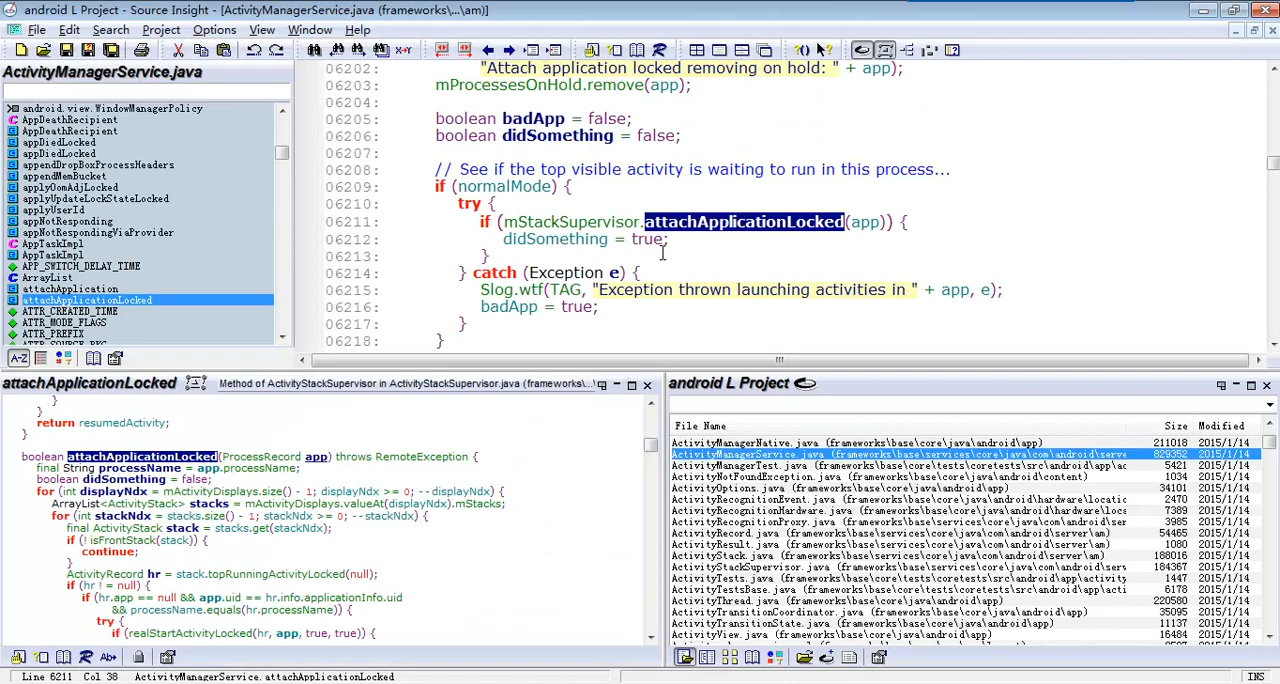 android L Project - Source Insight - [ActivityManagerService.java (frameworks\...\am)]
File Edit Search Project Options View Window Help
ActivityManagerService.java
android.view.WindowManagerPolicy
AppDeathRecipient
AppDeathRecipient
appDiedLocked
appDiedLocked
appendDropBoxProcessHeaders
appendMemBucket
applyOomAdjLocked
applyUpdateLockStateLocked
applyUserId
appNotResponding
appNotRespondingViaProvider
AppTaskImpl
AppTaskImpl
APP_SWITCH_DELAY_TIME
ArrayList
attachApplication
attachApplicationLocked
ATTR_CREATED_TIME
ATTR_MODE_FLAGS
ATTR_PREFIX
A-Z
06202: "Attach application locked removing on hold: " + app);
06203: mProcessesOnHold.remove(app);
06204:
06205: boolean badApp = false;
06206: boolean didSomething = false;
06207:
06208: // See if the top visible activity is waiting to run in this process...
06209: if (normalMode) {
06210: try {
06211: if (mStackSupervisor.attachApplicationLocked(app)) {
06212: didSomething = true;
06213: }
06214: } catch (Exception e) {
06215: Slog.wtf(TAG, "Exception thrown launching activities in " + app, e);
06216: badApp = true;
06217: }
06218: }
attachApplicationLocked Method of ActivityStackSupervisor in ActivityStackSupervisor.java (frameworks\...
}
}
return resumedActivity;
}
boolean attachApplicationLocked(ProcessRecord app) throws RemoteException {
final String processName = app.processName;
boolean didSomething = false;
for (int displayNdx = mActivityDisplays.size() - 1; displayNdx >= 0; --displayNdx) {
ArrayList<ActivityStack> stacks = mActivityDisplays.valueAt(displayNdx).mStacks;
for (int stackNdx = stacks.size() - 1; stackNdx >= 0; --stackNdx) {
final ActivityStack stack = stacks.get(stackNdx);
if (!isFrontStack(stack)) {
continue;
}
ActivityRecord hr = stack.topRunningActivityLocked(null);
if (hr != null) {
if (hr.app == null && app.uid == hr.info.applicationInfo.uid
&& processName.equals(hr.processName)) {
try {
if (realStartActivityLocked(hr, app, true, true)) {
android L Project
File Name Size Modified
ActivityManagerNative.java (frameworks\base\core\java\android\app) 211018 2015/1/14
ActivityManagerService.java (frameworks\base\services\core\java\com\android\serve 829352 2015/1/14
ActivityManagerTest.java (frameworks\base\core\tests\coretests\src\android\app\ac 5421 2015/1/14
ActivityNotFoundException.java (frameworks\base\core\java\android\content) 1034 2015/1/14
ActivityOptions.java (frameworks\base\core\java\android\app) 34101 2015/1/14
ActivityRecognitionEvent.java (frameworks\base\core\java\android\hardware\locatic 2470 2015/1/14
ActivityRecognitionHardware.java (frameworks\base\core\java\android\hardware\loca 7389 2015/1/14
ActivityRecognitionProxy.java (frameworks\base\services\core\java\com\android\ser 3985 2015/1/14
ActivityRecord.java (frameworks\base\services\core\java\com\android\server\am) 54465 2015/1/14
ActivityResult.java (frameworks\base\services\core\java\com\android\server\am) 1080 2015/1/14
ActivityStack.java (frameworks\base\services\core\java\com\android\server\am) 188016 2015/1/14
ActivityStackSupervisor.java (frameworks\base\services\core\java\com\android\serv 184367 2015/1/14
ActivityTests.java (frameworks\base\core\tests\coretests\src\android\app\activity 1447 2015/1/14
ActivityTestsBase.java (frameworks\base\core\tests\coretests\src\android\app\acti 6178 2015/1/14
ActivityThread.java (frameworks\base\core\java\android\app) 220580 2015/1/14
ActivityTransitionCoordinator.java (frameworks\base\core\java\android\app) 35095 2015/1/14
ActivityTransitionState.java (frameworks\base\core\java\android\app) 11137 2015/1/14
ActivityView.java (frameworks\base\core\java\android\app) 16484 2015/1/14
Line 6211 Col 38 ActivityManagerService.attachApplicationLocked INS